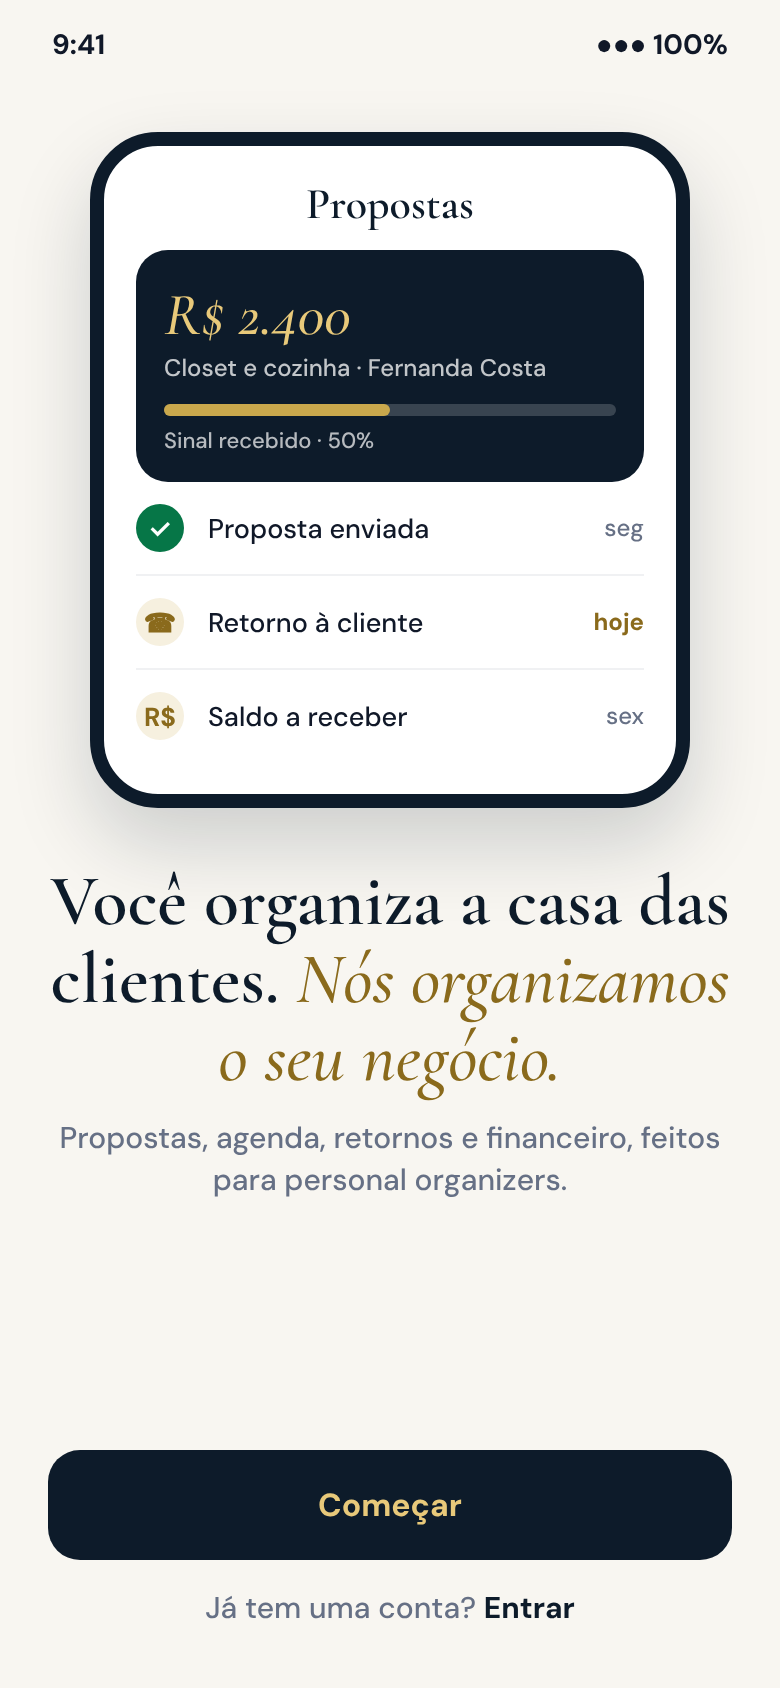 9:41
●●● 100%
Propostas
R$ 2.400
Closet e cozinha · Fernanda Costa
Sinal recebido · 50%
✓ Proposta enviada seg
☎ Retorno à cliente hoje
R$ Saldo a receber sex
Você organiza a casa das
clientes. Nós organizamos
o seu negócio.
Propostas, agenda, retornos e financeiro, feitos
para personal organizers.
Começar
Já tem uma conta? Entrar